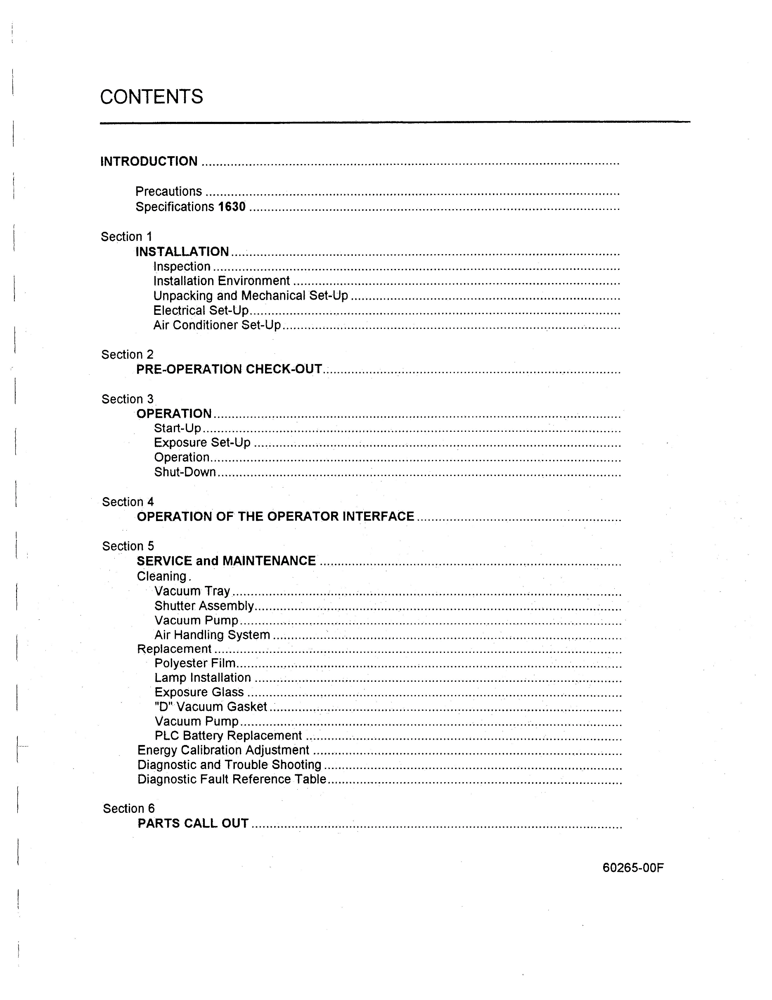 CONTENTS
INTRODUCTION ..........
Precautions ..........
Specifications 1630 ..........
Section 1
INSTALLATION ..........
Inspection ..........
Installation Environment ..........
Unpacking and Mechanical Set-Up ..........
Electrical Set-Up ..........
Air Conditioner Set-Up ..........
Section 2
PRE-OPERATION CHECK-OUT ..........
Section 3
OPERATION ..........
Start-Up ..........
Exposure Set-Up ..........
Operation ..........
Shut-Down ..........
Section 4
OPERATION OF THE OPERATOR INTERFACE ..........
Section 5
SERVICE and MAINTENANCE ..........
Cleaning .
Vacuum Tray ..........
Shutter Assembly ..........
Vacuum Pump ..........
Air Handling System ..........
Replacement ..........
Polyester Film ..........
Lamp Installation ..........
Exposure Glass ..........
"D" Vacuum Gasket ..........
Vacuum Pump ..........
PLC Battery Replacement ..........
Energy Calibration Adjustment ..........
Diagnostic and Trouble Shooting ..........
Diagnostic Fault Reference Table ..........
Section 6
PARTS CALL OUT ..........
60265-00F